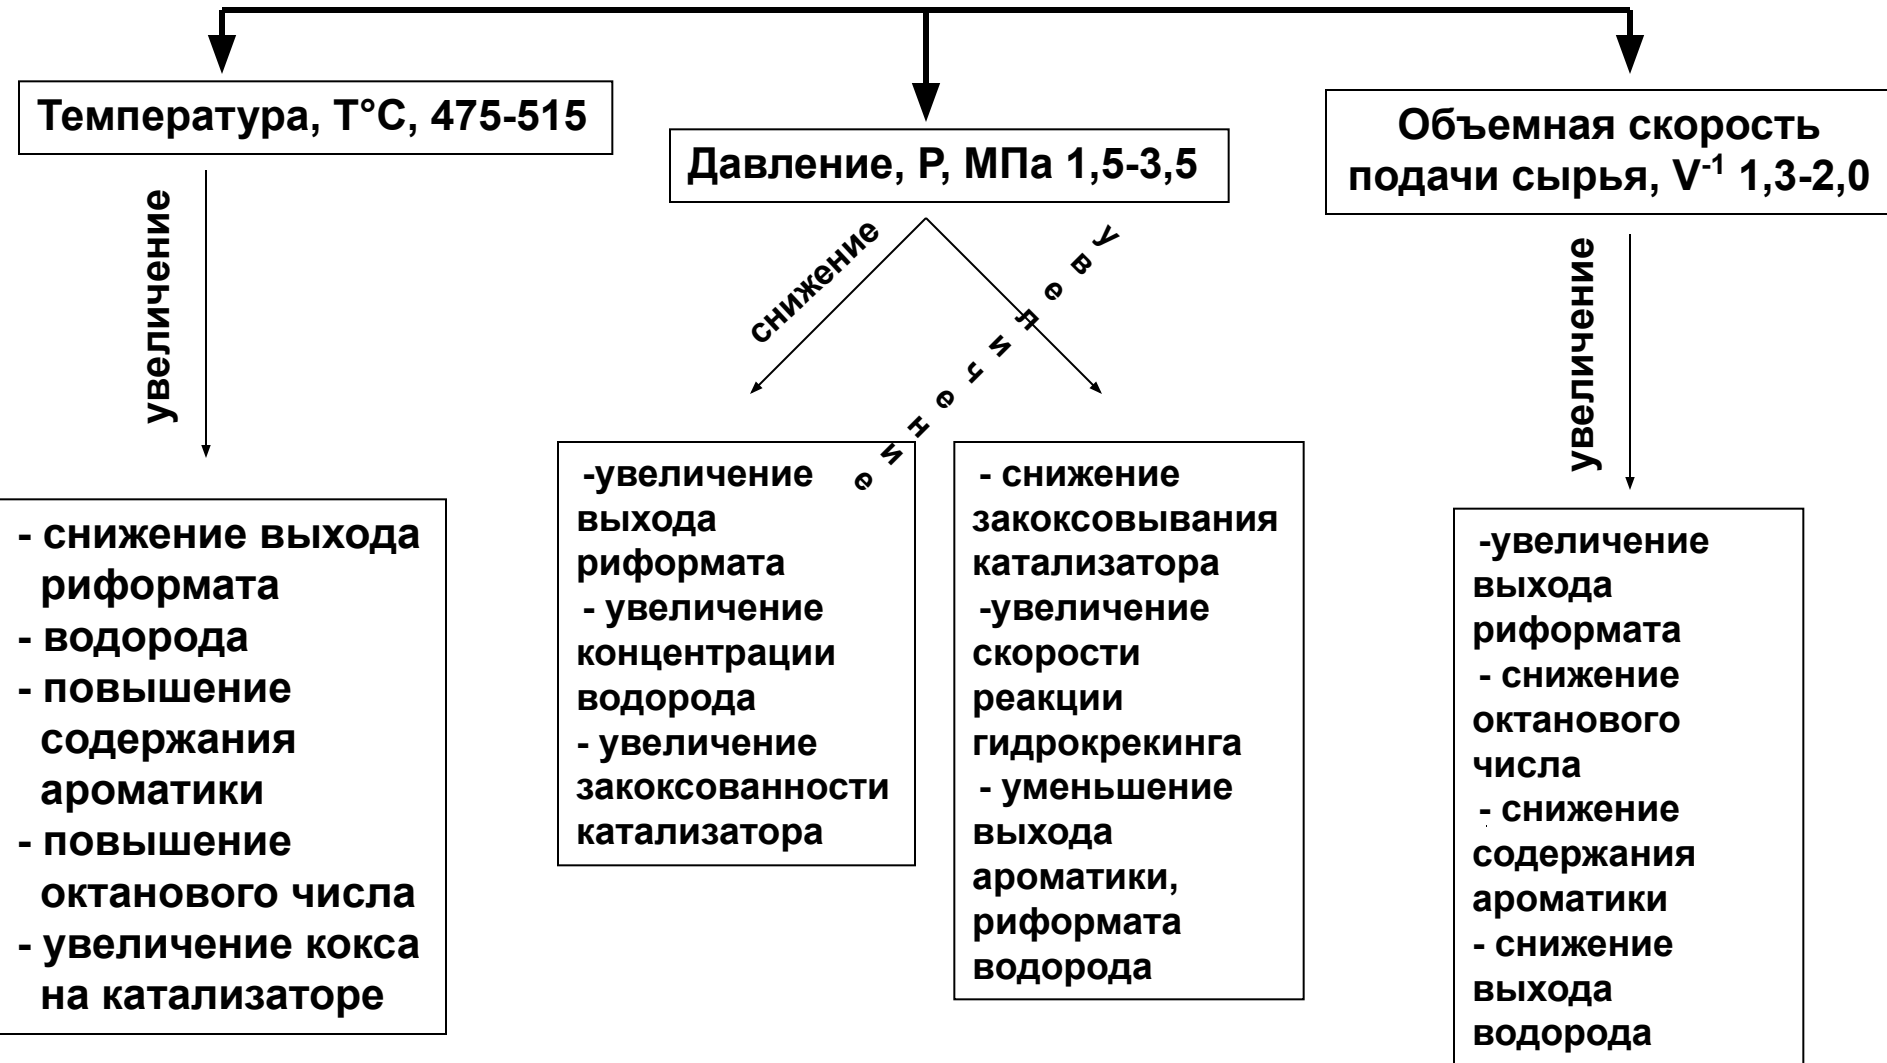 Температура, Т°С, 475-515
Давление, Р, МПа 1,5-3,5
Объемная скорость
подачи сырья, V⁻¹ 1,3-2,0
увеличение
снижение
увеличение
увеличение
- снижение выхода
риформата
- водорода
- повышение
содержания
ароматики
- повышение
октанового числа
- увеличение кокса
на катализаторе
-увеличение
выхода
риформата
- увеличение
концентрации
водорода
- увеличение
закоксованности
катализатора
- снижение
закоксовывания
катализатора
-увеличение
скорости
реакции
гидрокрекинга
- уменьшение
выхода
ароматики,
риформата
водорода
-увеличение
выхода
риформата
- снижение
октанового
числа
- снижение
содержания
ароматики
- снижение
выхода
водорода